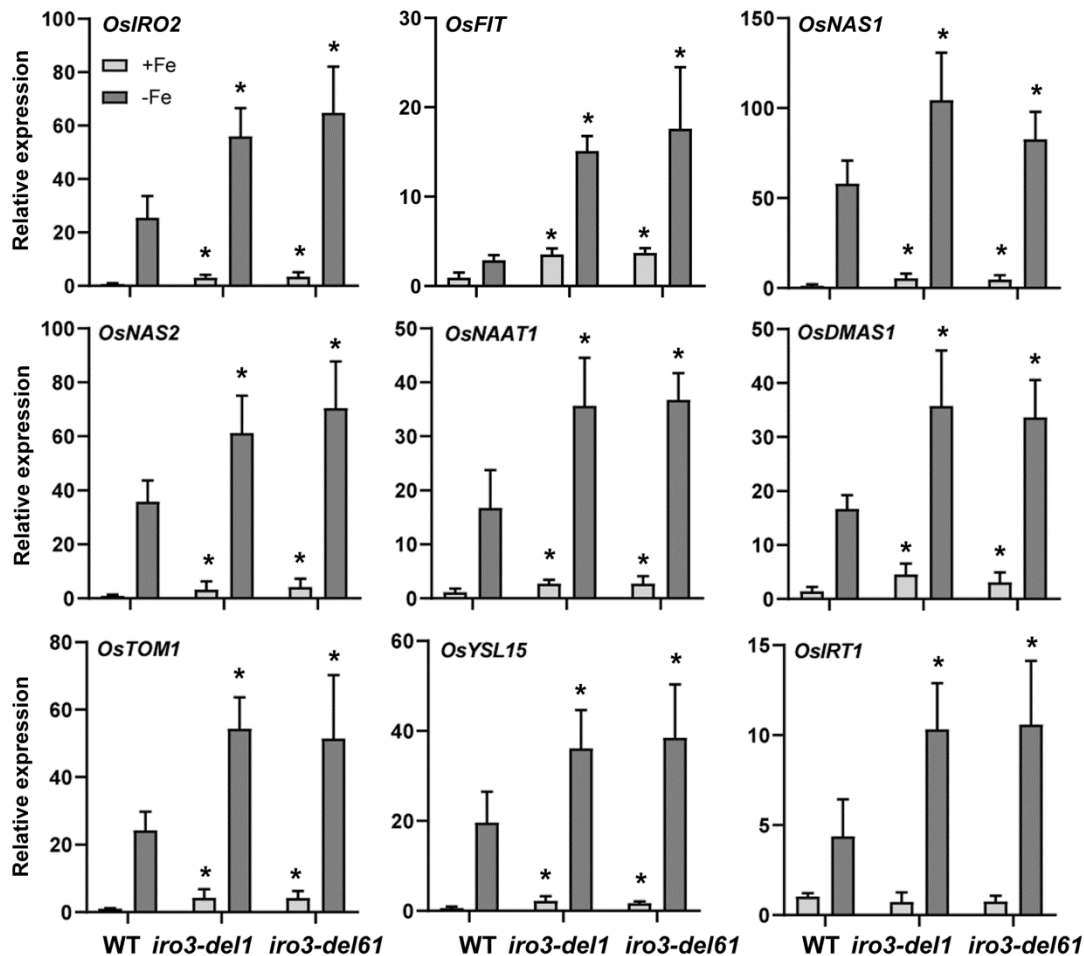 OsIRO2
+Fe
-Fe
Relative expression
100
80
60
40
20
0
OsFIT
30
20
10
0
OsNAS1
150
100
50
0
* * * *
* * * *
* * * *
OsNAS2
Relative expression
100
80
60
40
20
0
OsNAAT1
50
40
30
20
10
0
OsDMAS1
50
40
30
20
10
0
* * * *
* * * *
* * * *
OsTOM1
Relative expression
80
60
40
20
0
OsYSL15
60
40
20
0
OsIRT1
15
10
5
0
* * * *
* * * *
* *
WT iro3-del1 iro3-del61
WT iro3-del1 iro3-del61
WT iro3-del1 iro3-del61